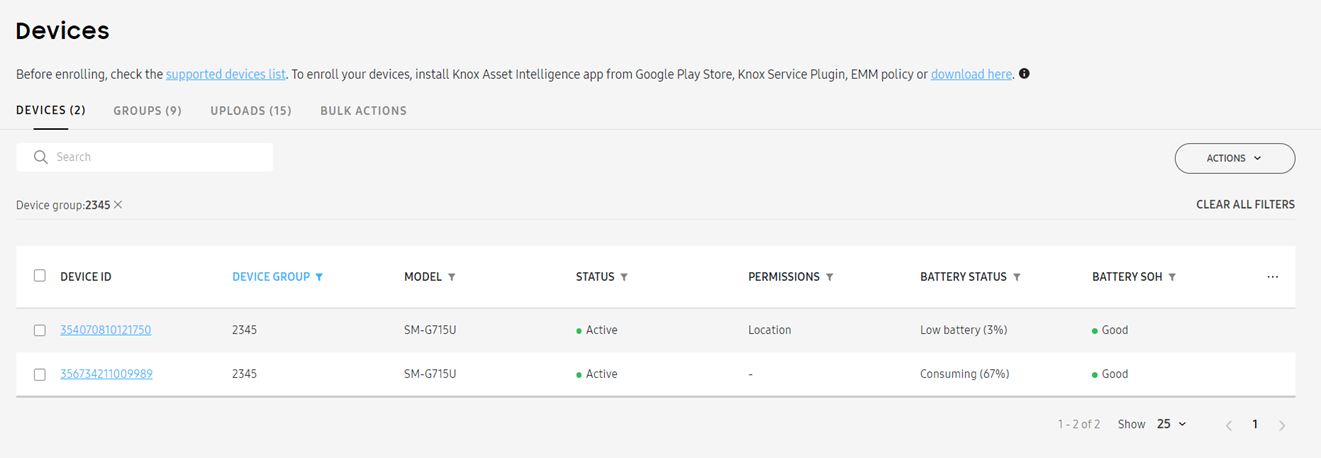 Devices
Before enrolling, check the supported devices list. To enroll your devices, install Knox Asset Intelligence app from Google Play Store, Knox Service Plugin, EMM policy or download here.
DEVICES (2) GROUPS (9) UPLOADS (15) BULK ACTIONS
Search ACTIONS
Device group:2345 CLEAR ALL FILTERS
DEVICE ID DEVICE GROUP MODEL STATUS PERMISSIONS BATTERY STATUS BATTERY SOH ...
354070810121750 2345 SM-G715U Active Location Low battery (3%) Good
356734211009989 2345 SM-G715U Active - Consuming (67%) Good
1 - 2 of 2 Show 25 1